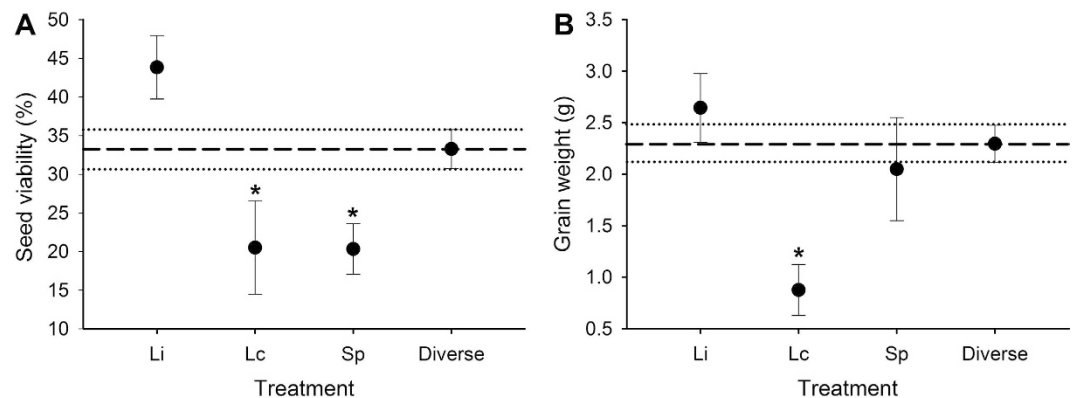 A
Seed viability (%)
50
45
40
35
30
25
20
15
10
*
*
Li Lc Sp Diverse
Treatment
B
Grain weight (g)
3.5
3.0
2.5
2.0
1.5
1.0
0.5
*
Li Lc Sp Diverse
Treatment